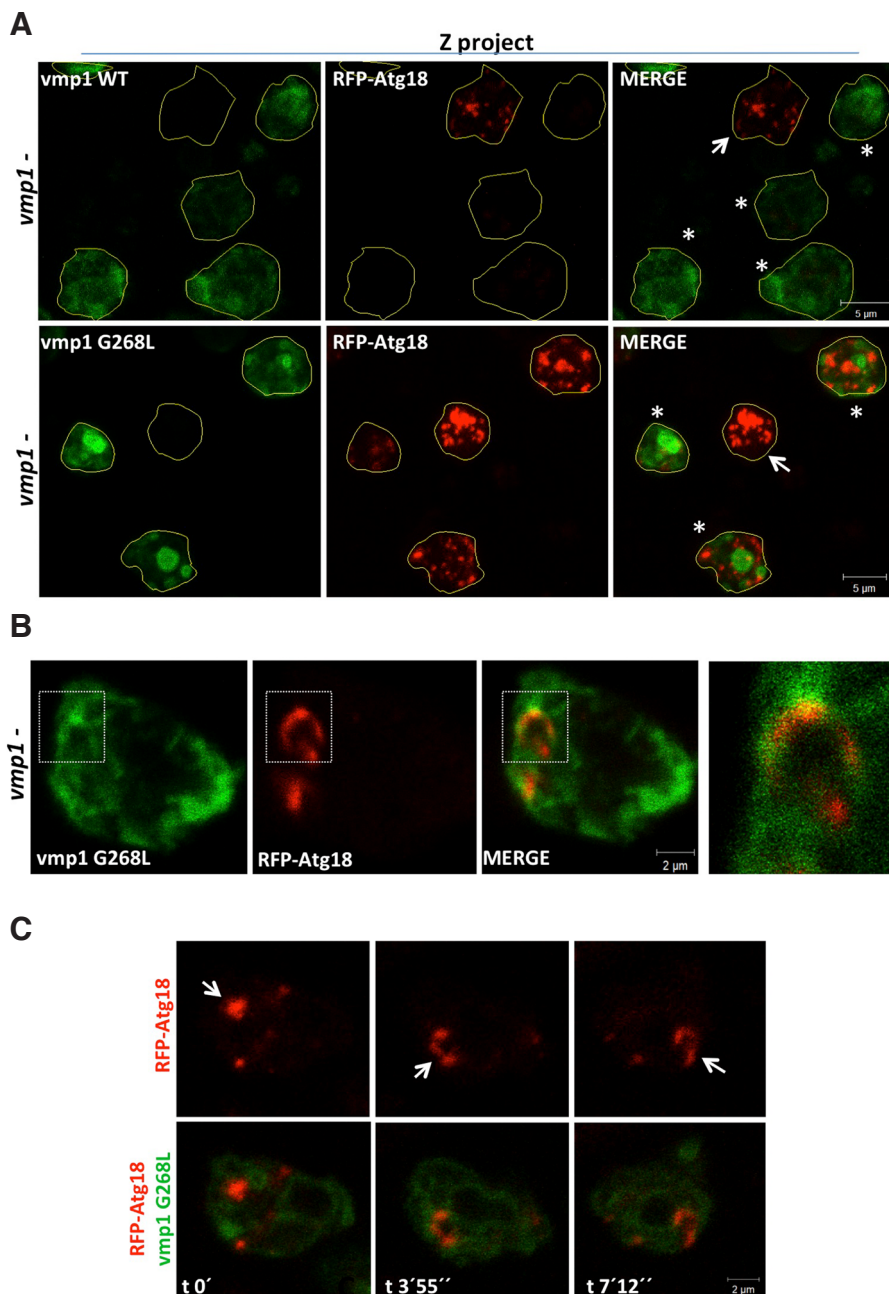 A
Z project
vmp1 -
vmp1 WT
RFP-Atg18
MERGE
*
*
*
*
5 μm
vmp1 -
vmp1 G268L
RFP-Atg18
MERGE
*
*
*
5 μm
B
vmp1 -
vmp1 G268L
RFP-Atg18
MERGE
2 μm
C
RFP-Atg18
RFP-Atg18
vmp1 G268L
t 0´
t 3´55´´
t 7´12´´
2 μm